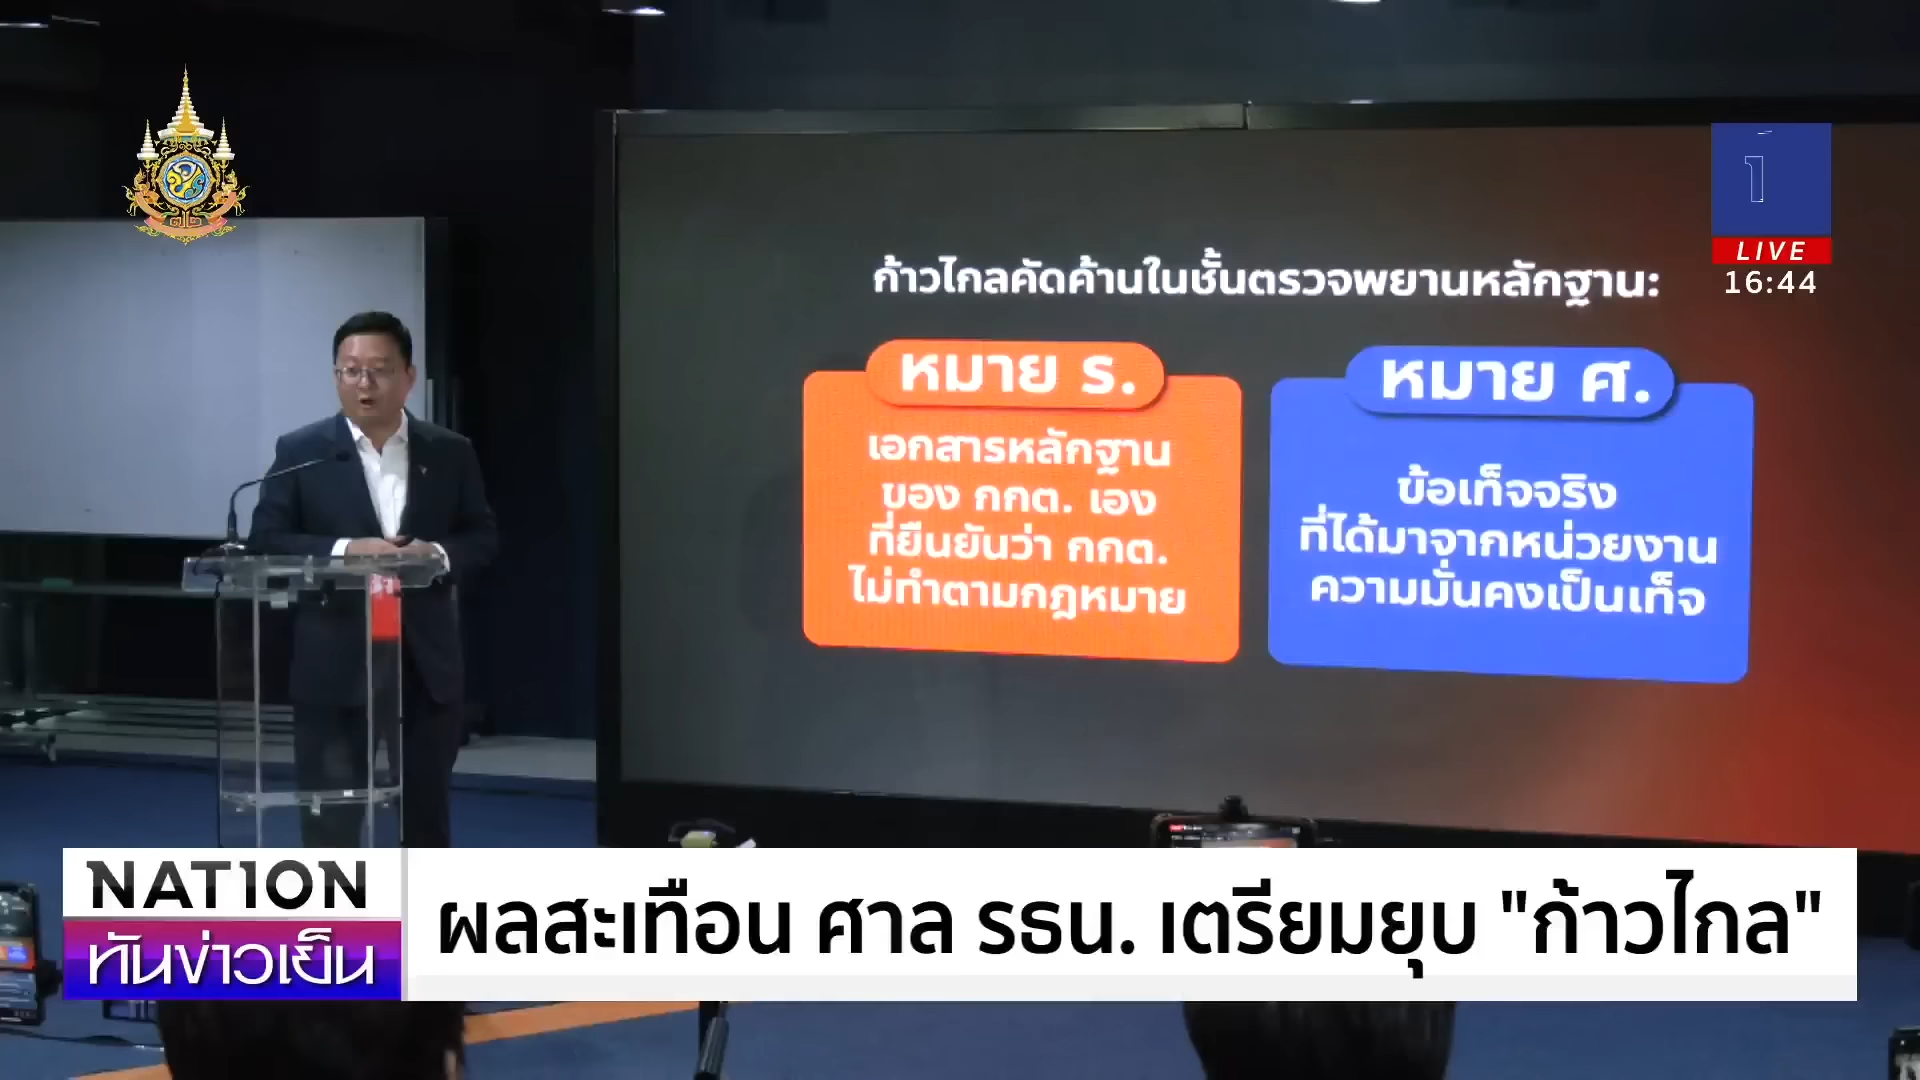 ๑
LIVE
16:44
ก้าวไกลคัดค้านในชั้นตรวจพยานหลักฐาน:
หมาย ร.
เอกสารหลักฐาน
ของ กกต. เอง
ที่ยืนยันว่า กกต.
ไม่ทำตามกฎหมาย
หมาย ศ.
ข้อเท็จจริง
ที่ได้มาจากหน่วยงาน
ความมั่นคงเป็นเท็จ
NATION
ทันข่าวเย็น
ผลสะเทือน ศาล รธน. เตรียมยุบ "ก้าวไกล"